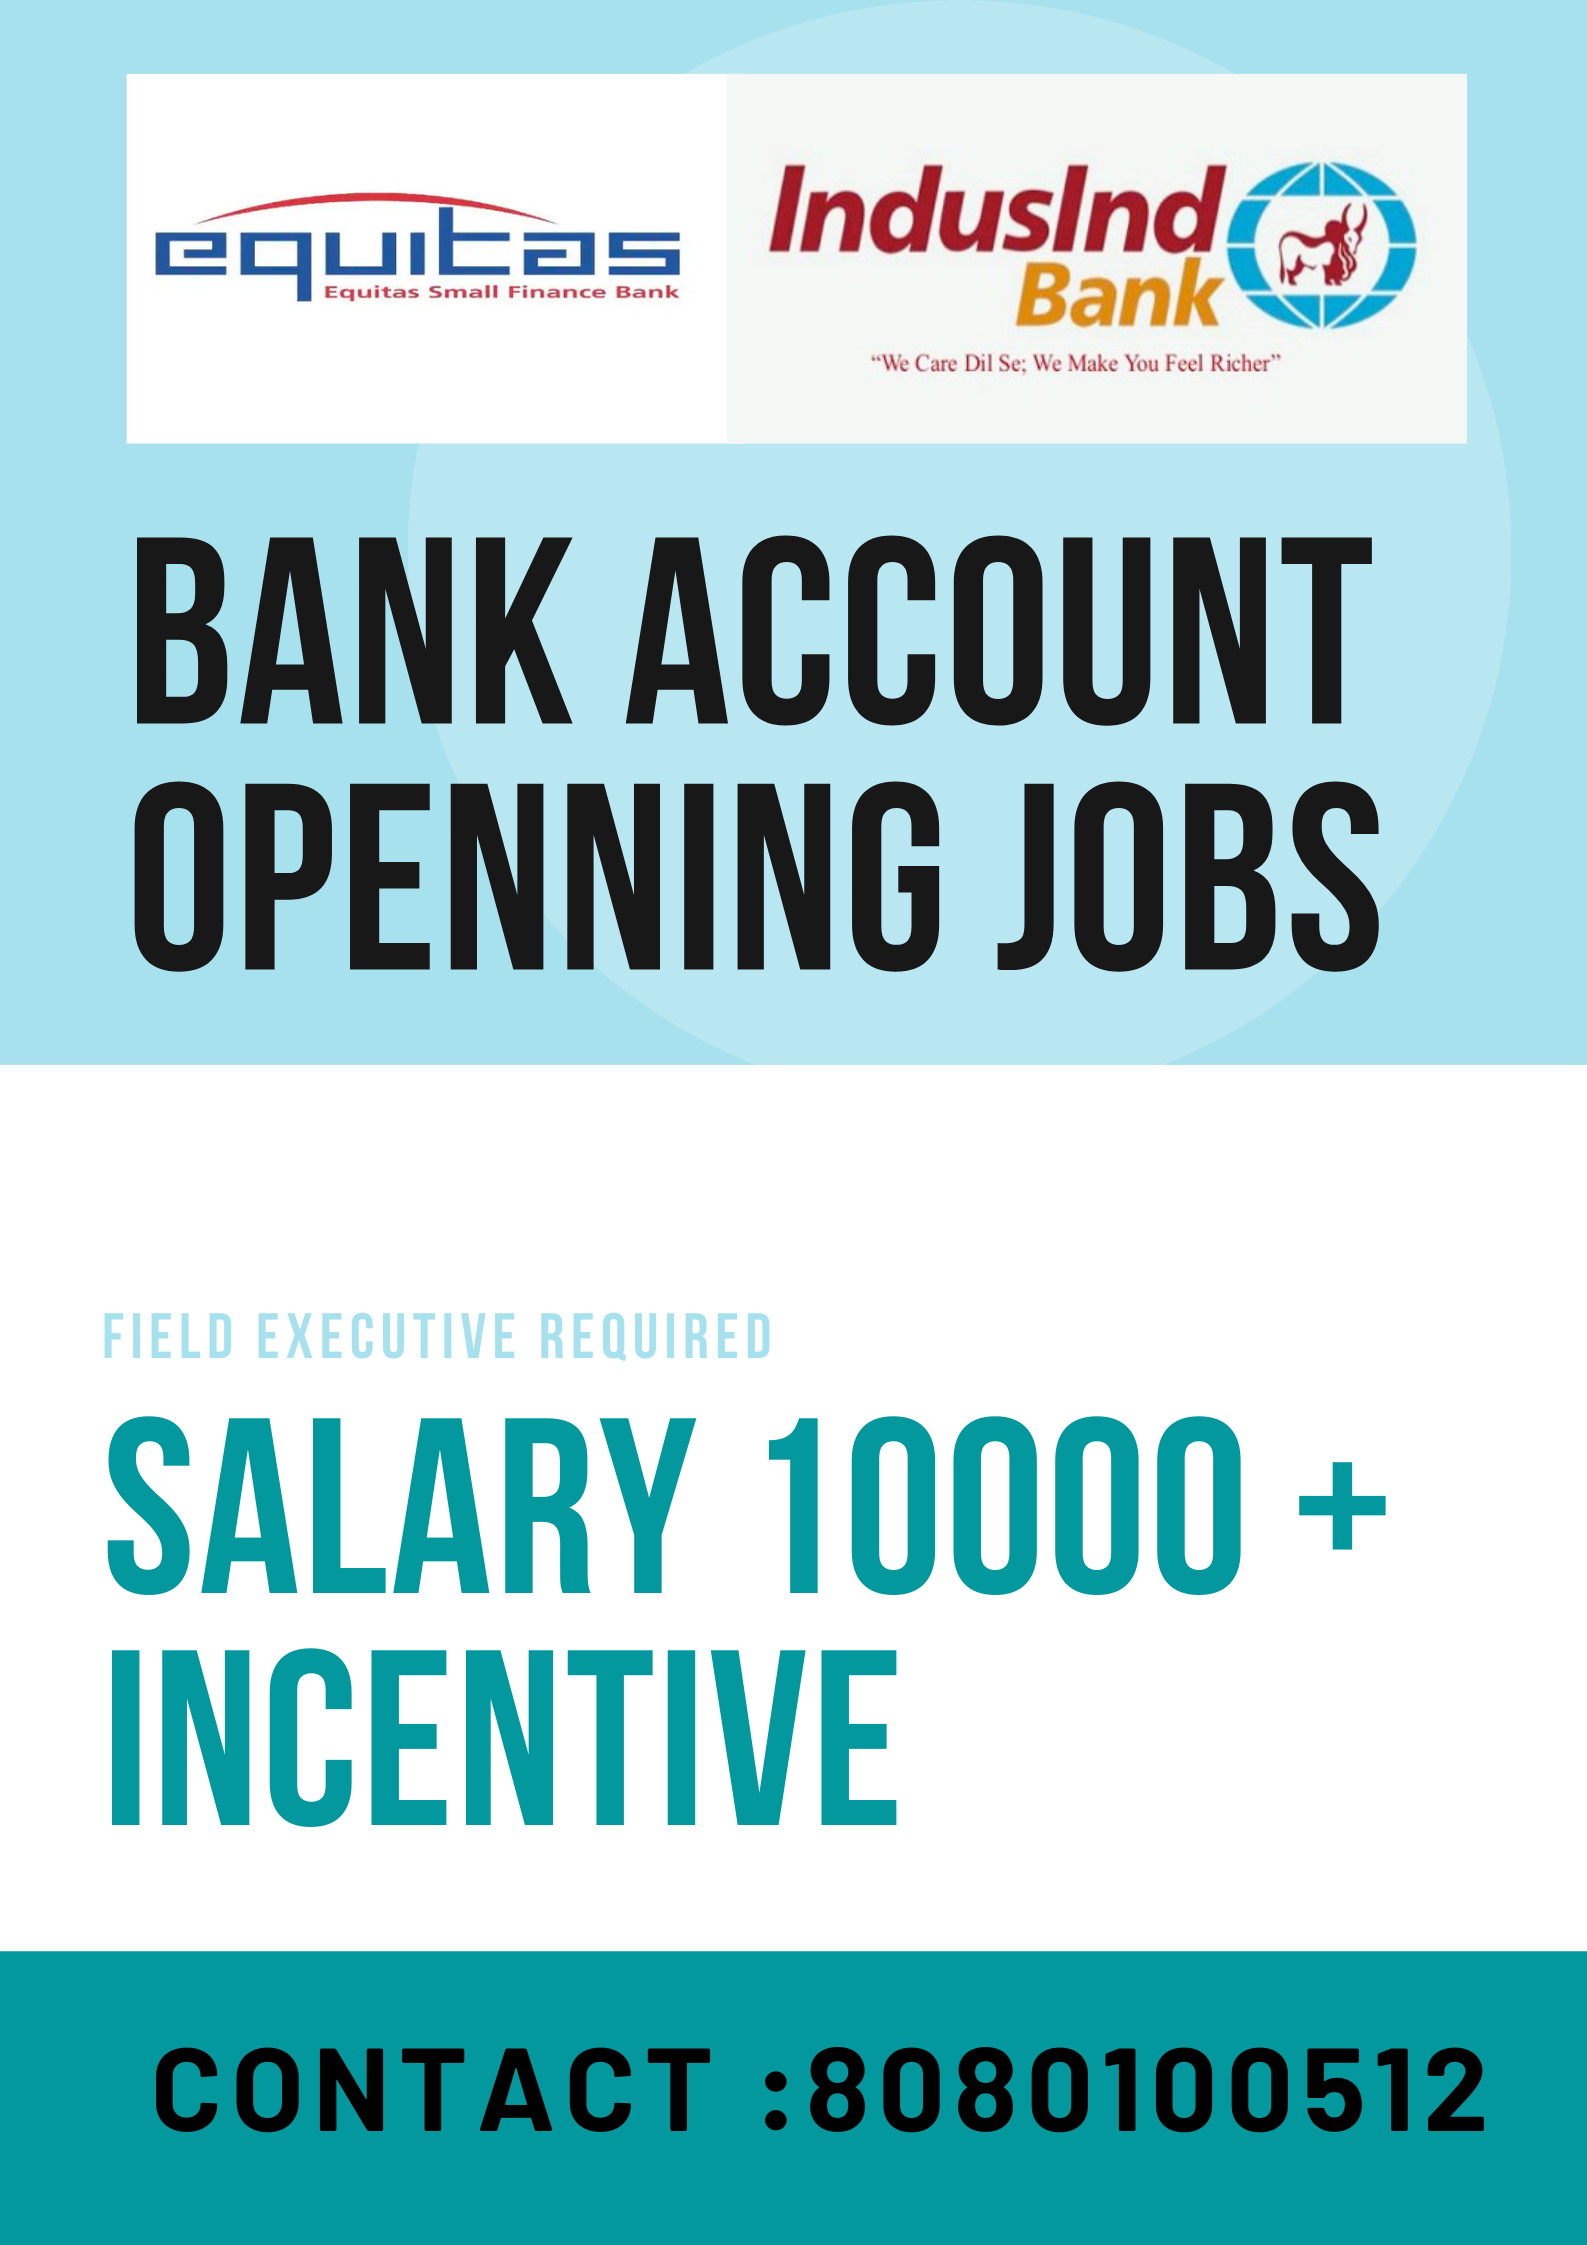 equitas
Equitas Small Finance Bank
IndusInd
Bank
“We Care Dil Se; We Make You Feel Richer”
BANK ACCOUNT
OPENNING JOBS
FIELD EXECUTIVE REQUIRED
SALARY 10000 +
INCENTIVE
CONTACT :8080100512